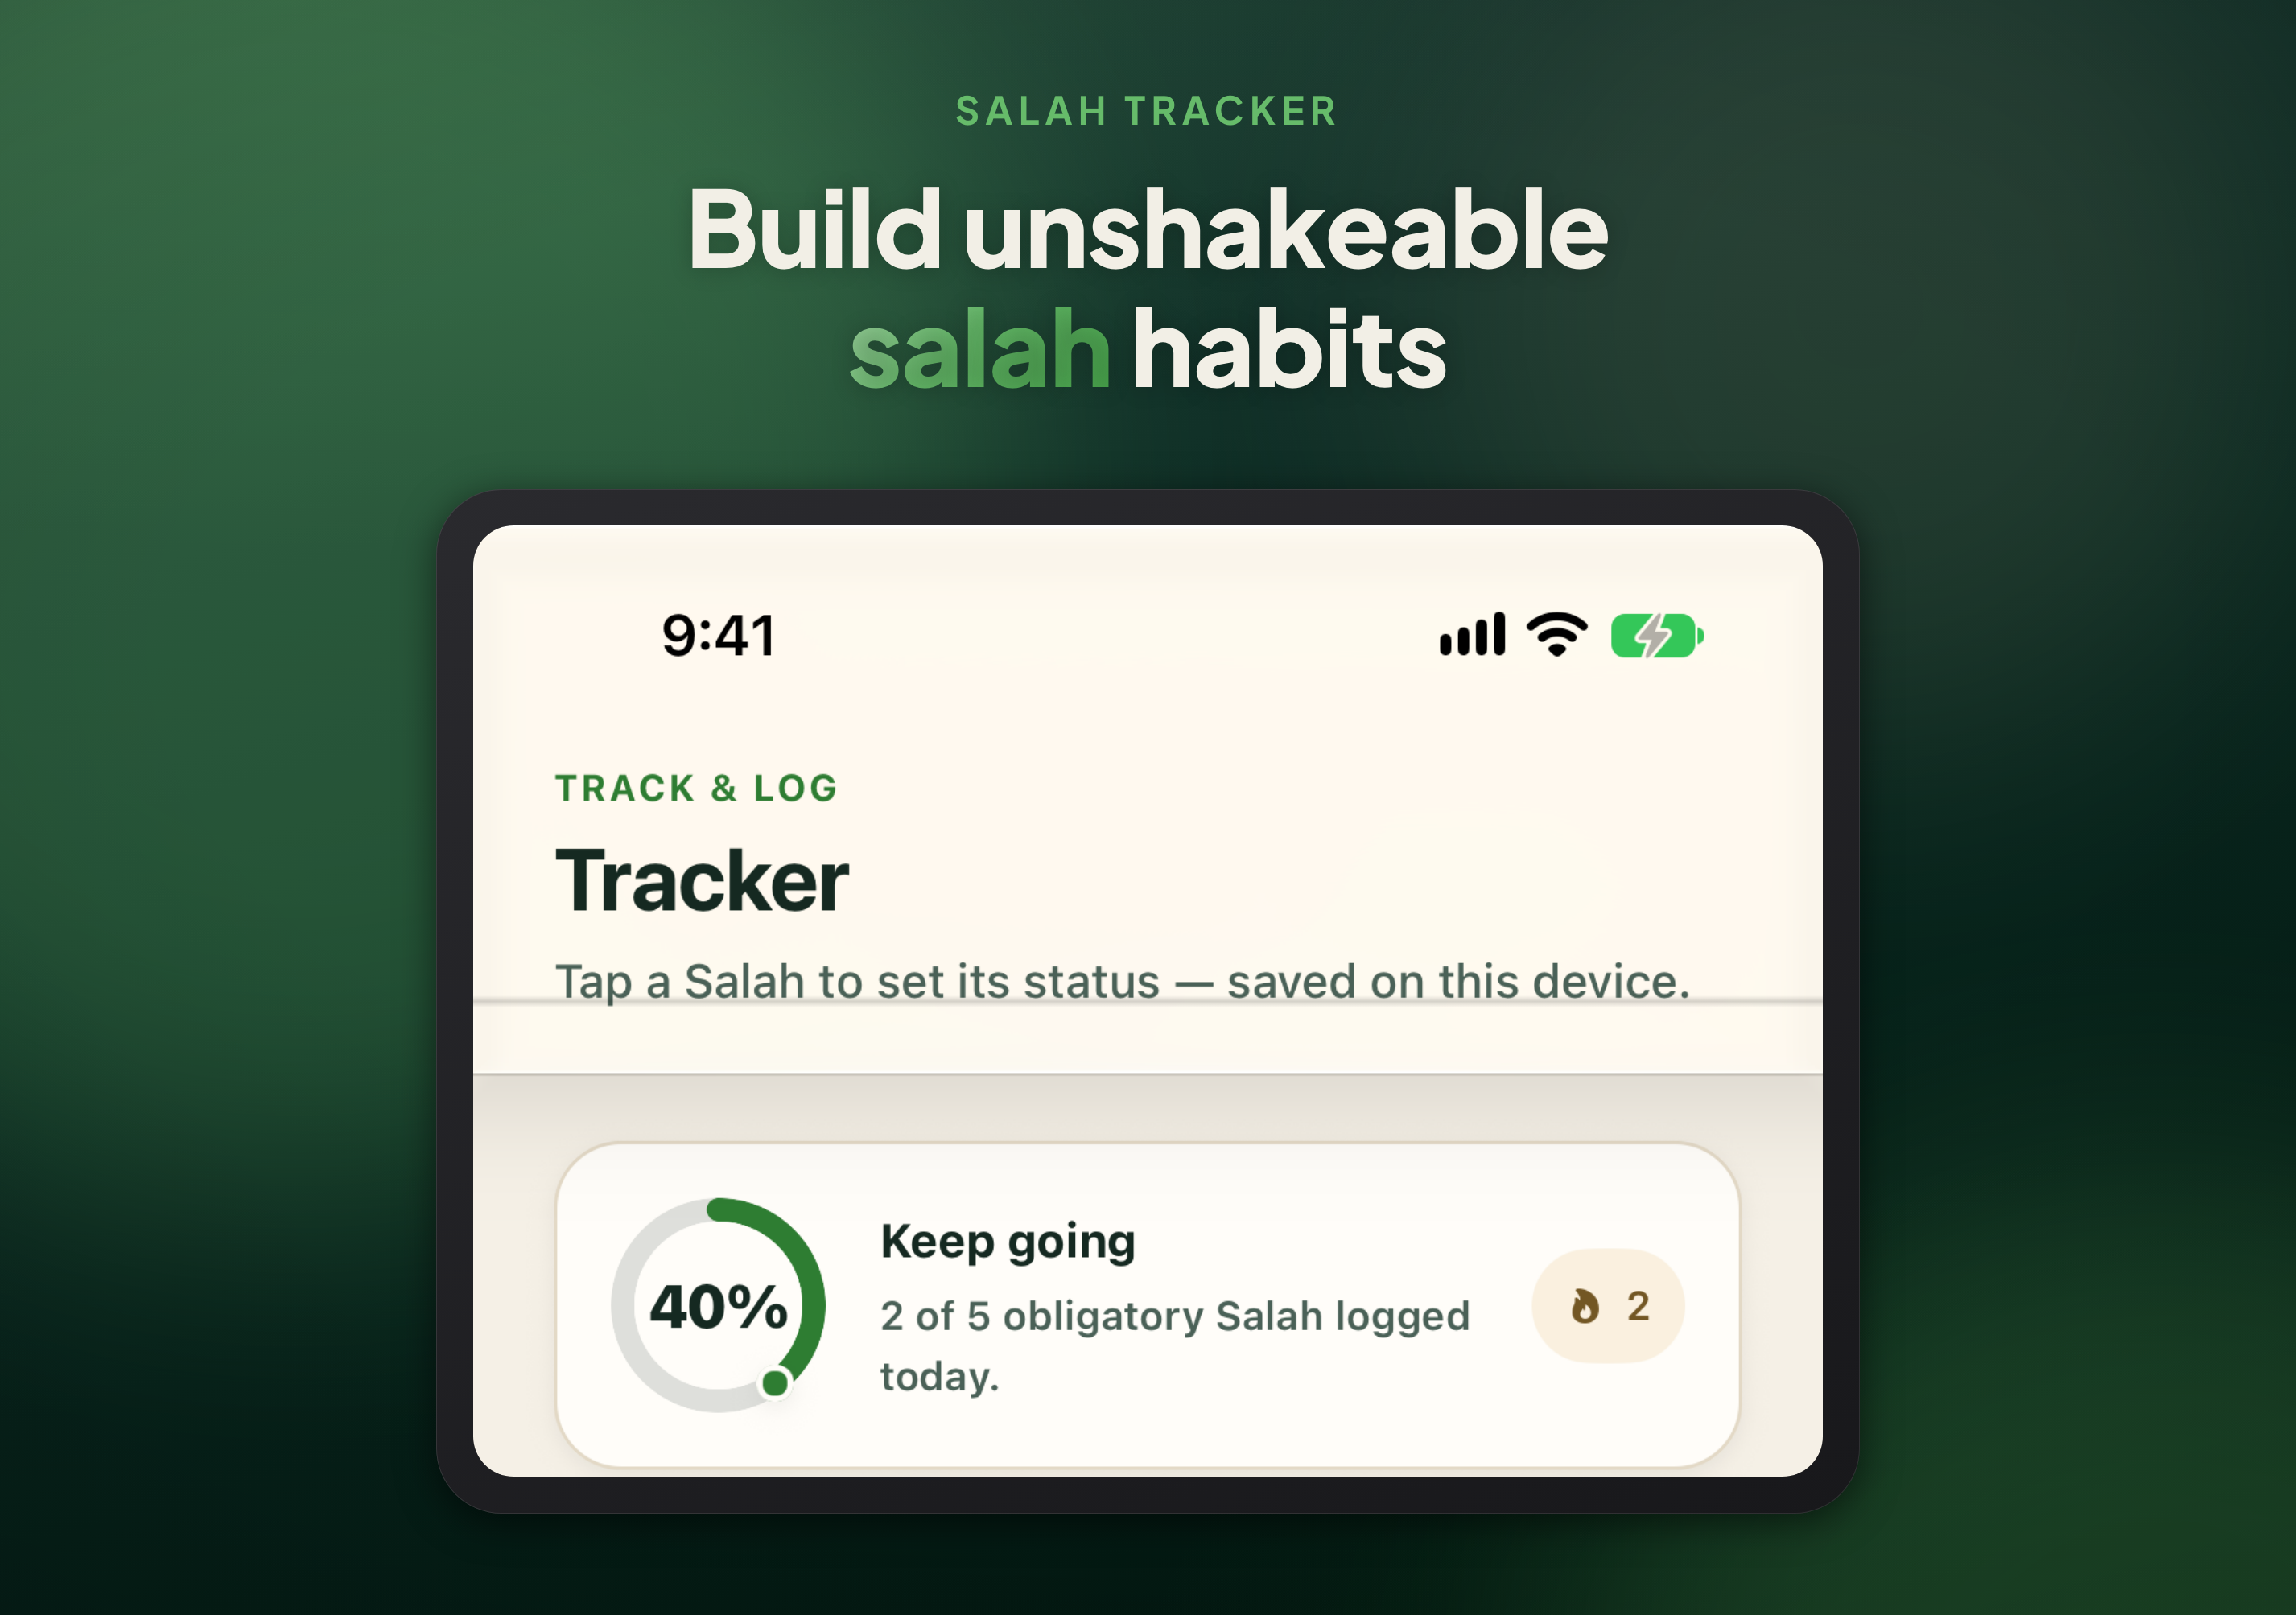 SALAH TRACKER
Build unshakeable
salah habits
9:41
TRACK & LOG
Tracker
Tap a Salah to set its status — saved on this device.
40%
Keep going
2 of 5 obligatory Salah logged
today.
2